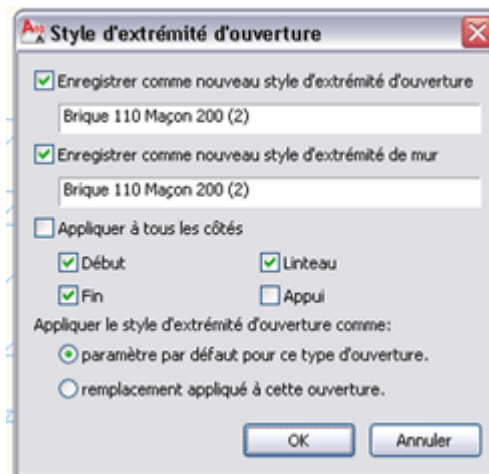 Style d'extrémité d'ouverture
Enregistrer comme nouveau style d'extrémité d'ouverture
Brique 110 Maçon 200 (2)
Enregistrer comme nouveau style d'extrémité de mur
Brique 110 Maçon 200 (2)
Appliquer à tous les côtés
Début Linteau
Fin Appui
Appliquer le style d'extrémité d'ouverture comme:
paramètre par défaut pour ce type d'ouverture.
remplacement appliqué à cette ouverture.
OK Annuler